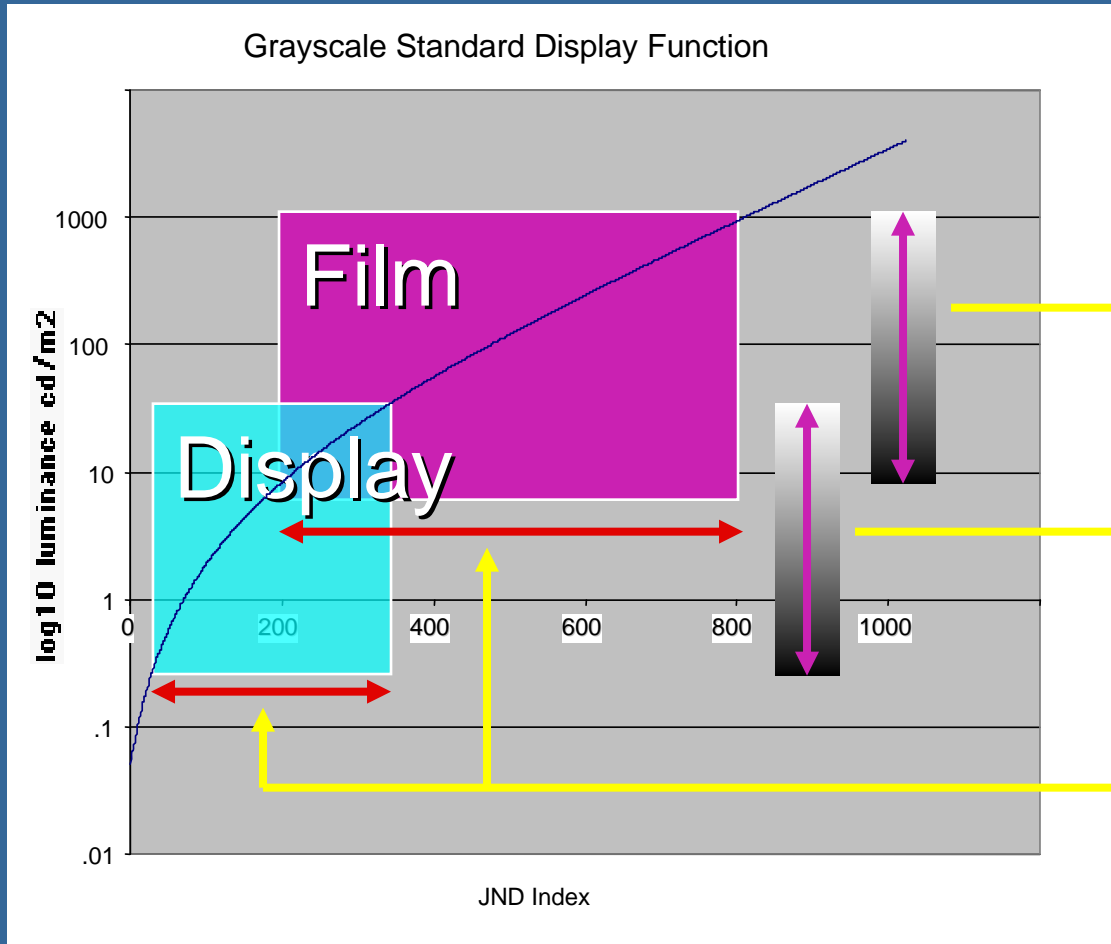 Grayscale Standard Display Function
1000
Film
100
log10 luminance cd/m2
10
Display
1
0
200
400
600
800
1000
.1
.01
JND Index